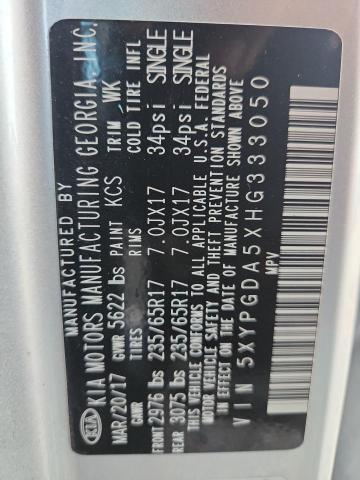 KIA
MANUFACTURED BY
KIA MOTORS MANUFACTURING GEORGIA, INC.
MAR/20/17 GVWR 5622 lbs PAINT KCS TRIM WK
GAWR TIRES RIMS COLD TIRE INFL
FRONT 2976 lbs 235/65R17 7.0JX17 34psi SINGLE
REAR 3075 lbs 235/65R17 7.0JX17 34psi SINGLE
THIS VEHICLE CONFORMS TO ALL APPLICABLE U.S.A. FEDERAL
MOTOR VEHICLE SAFETY AND THEFT PREVENTION STANDARDS
IN EFFECT ON THE DATE OF MANUFACTURE SHOWN ABOVE
VIN 5XYPGDA5XHG333050
MPV